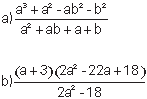 a) (a³ + a² - ab² - b²) / (a² + ab + a + b)
b) (a + 3)(2a² - 22a + 18) / (2a² - 18)